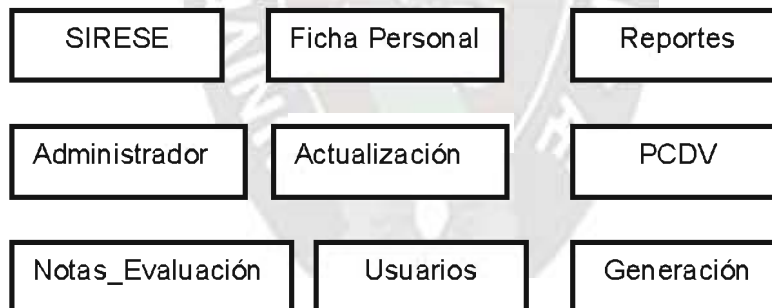 SIRESE Ficha Personal Reportes
Administrador Actualización PCDV
Notas_Evaluación Usuarios Generación